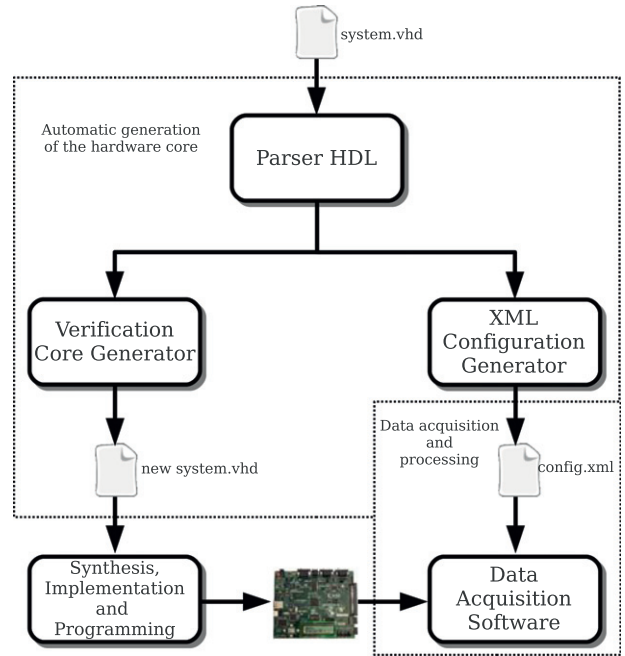 system.vhd
Automatic generation
of the hardware core
Parser HDL
Verification
Core Generator
XML
Configuration
Generator
new system.vhd
Data acquisition
and
processing
config.xml
Synthesis,
Implementation
and
Programming
Data
Acquisition
Software